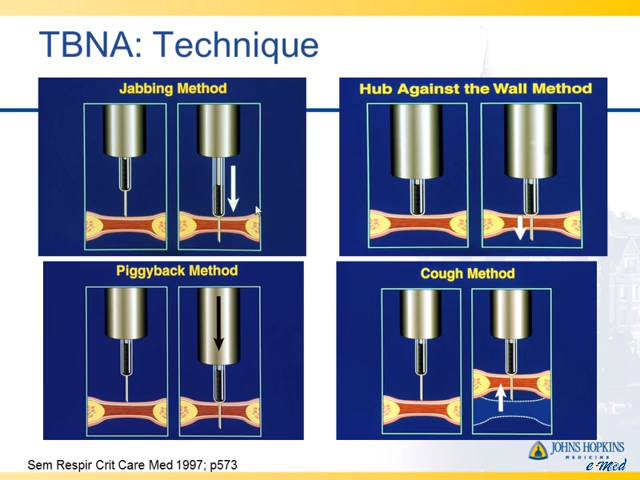 TBNA: Technique
Jabbing Method
Hub Against the Wall Method
Piggyback Method
Cough Method
Sem Respir Crit Care Med 1997; p573
JOHNS HOPKINS
MEDICINE
e-Med